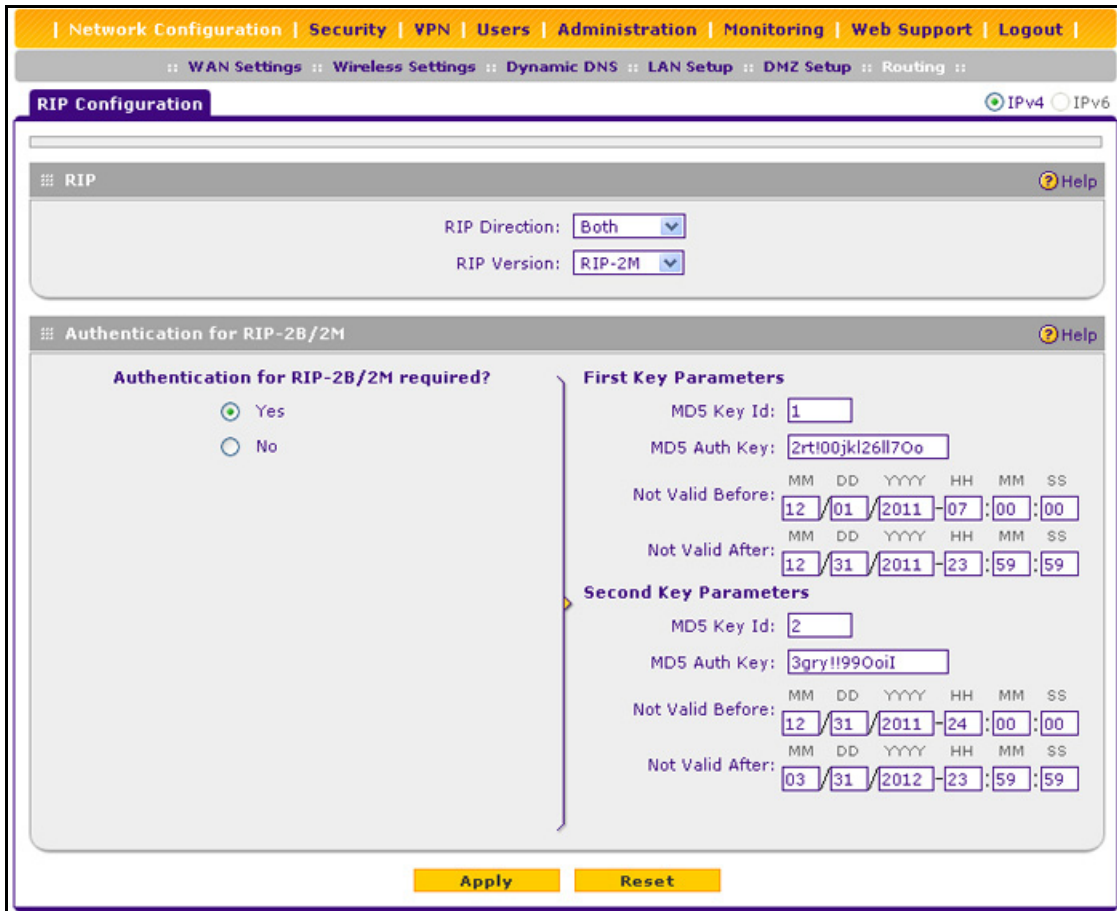 | Network Configuration | Security | VPN | Users | Administration | Monitoring | Web Support | Logout |
:: WAN Settings :: Wireless Settings :: Dynamic DNS :: LAN Setup :: DMZ Setup :: Routing ::
RIP Configuration
IPv4 IPv6
RIP
? Help
RIP Direction: Both
RIP Version: RIP-2M
Authentication for RIP-2B/2M
? Help
Authentication for RIP-2B/2M required?
Yes
No
First Key Parameters
MD5 Key Id: 1
MD5 Auth Key: 2rt!00jkl26ll7Oo
MM DD YYYY HH MM SS
Not Valid Before: 12 /01 /2011 -07 :00 :00
MM DD YYYY HH MM SS
Not Valid After: 12 /31 /2011 -23 :59 :59
Second Key Parameters
MD5 Key Id: 2
MD5 Auth Key: 3gry!!99OoiI
MM DD YYYY HH MM SS
Not Valid Before: 12 /31 /2011 -24 :00 :00
MM DD YYYY HH MM SS
Not Valid After: 03 /31 /2012 -23 :59 :59
Apply Reset